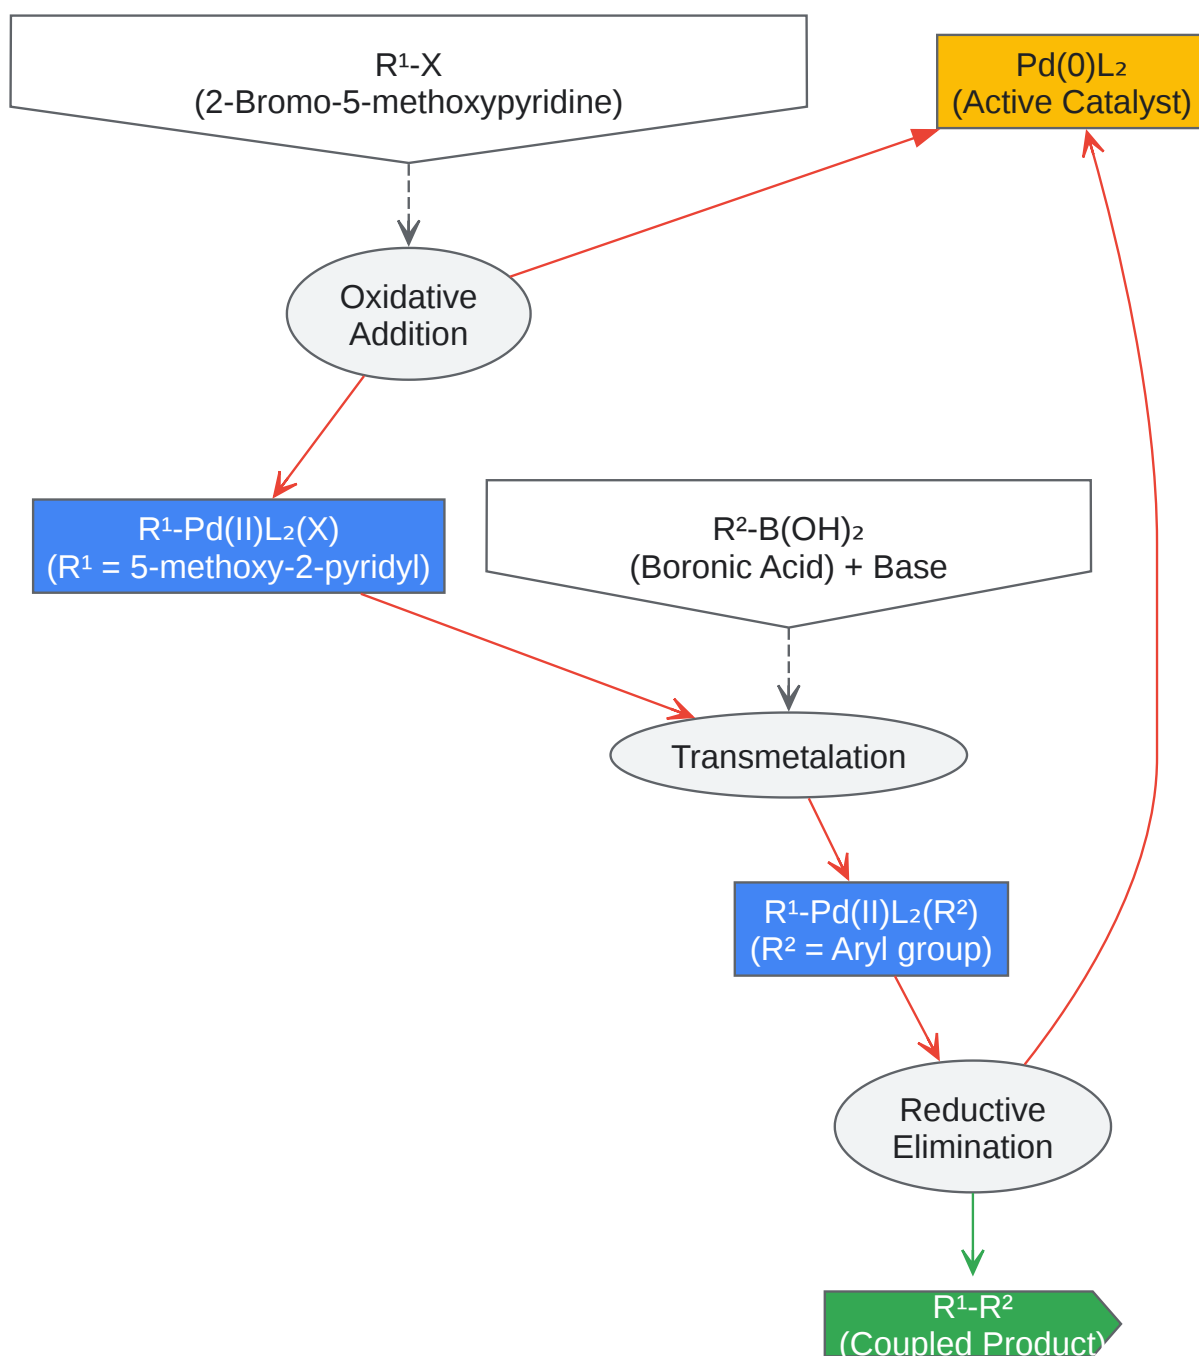 R¹-X
(2-Bromo-5-methoxypyridine)
Pd(0)L₂
(Active Catalyst)
Oxidative
Addition
R¹-Pd(II)L₂(X)
(R¹ = 5-methoxy-2-pyridyl)
R²-B(OH)₂
(Boronic Acid) + Base
Transmetalation
R¹-Pd(II)L₂(R²)
(R² = Aryl group)
Reductive
Elimination
R¹-R²
(Coupled Product)